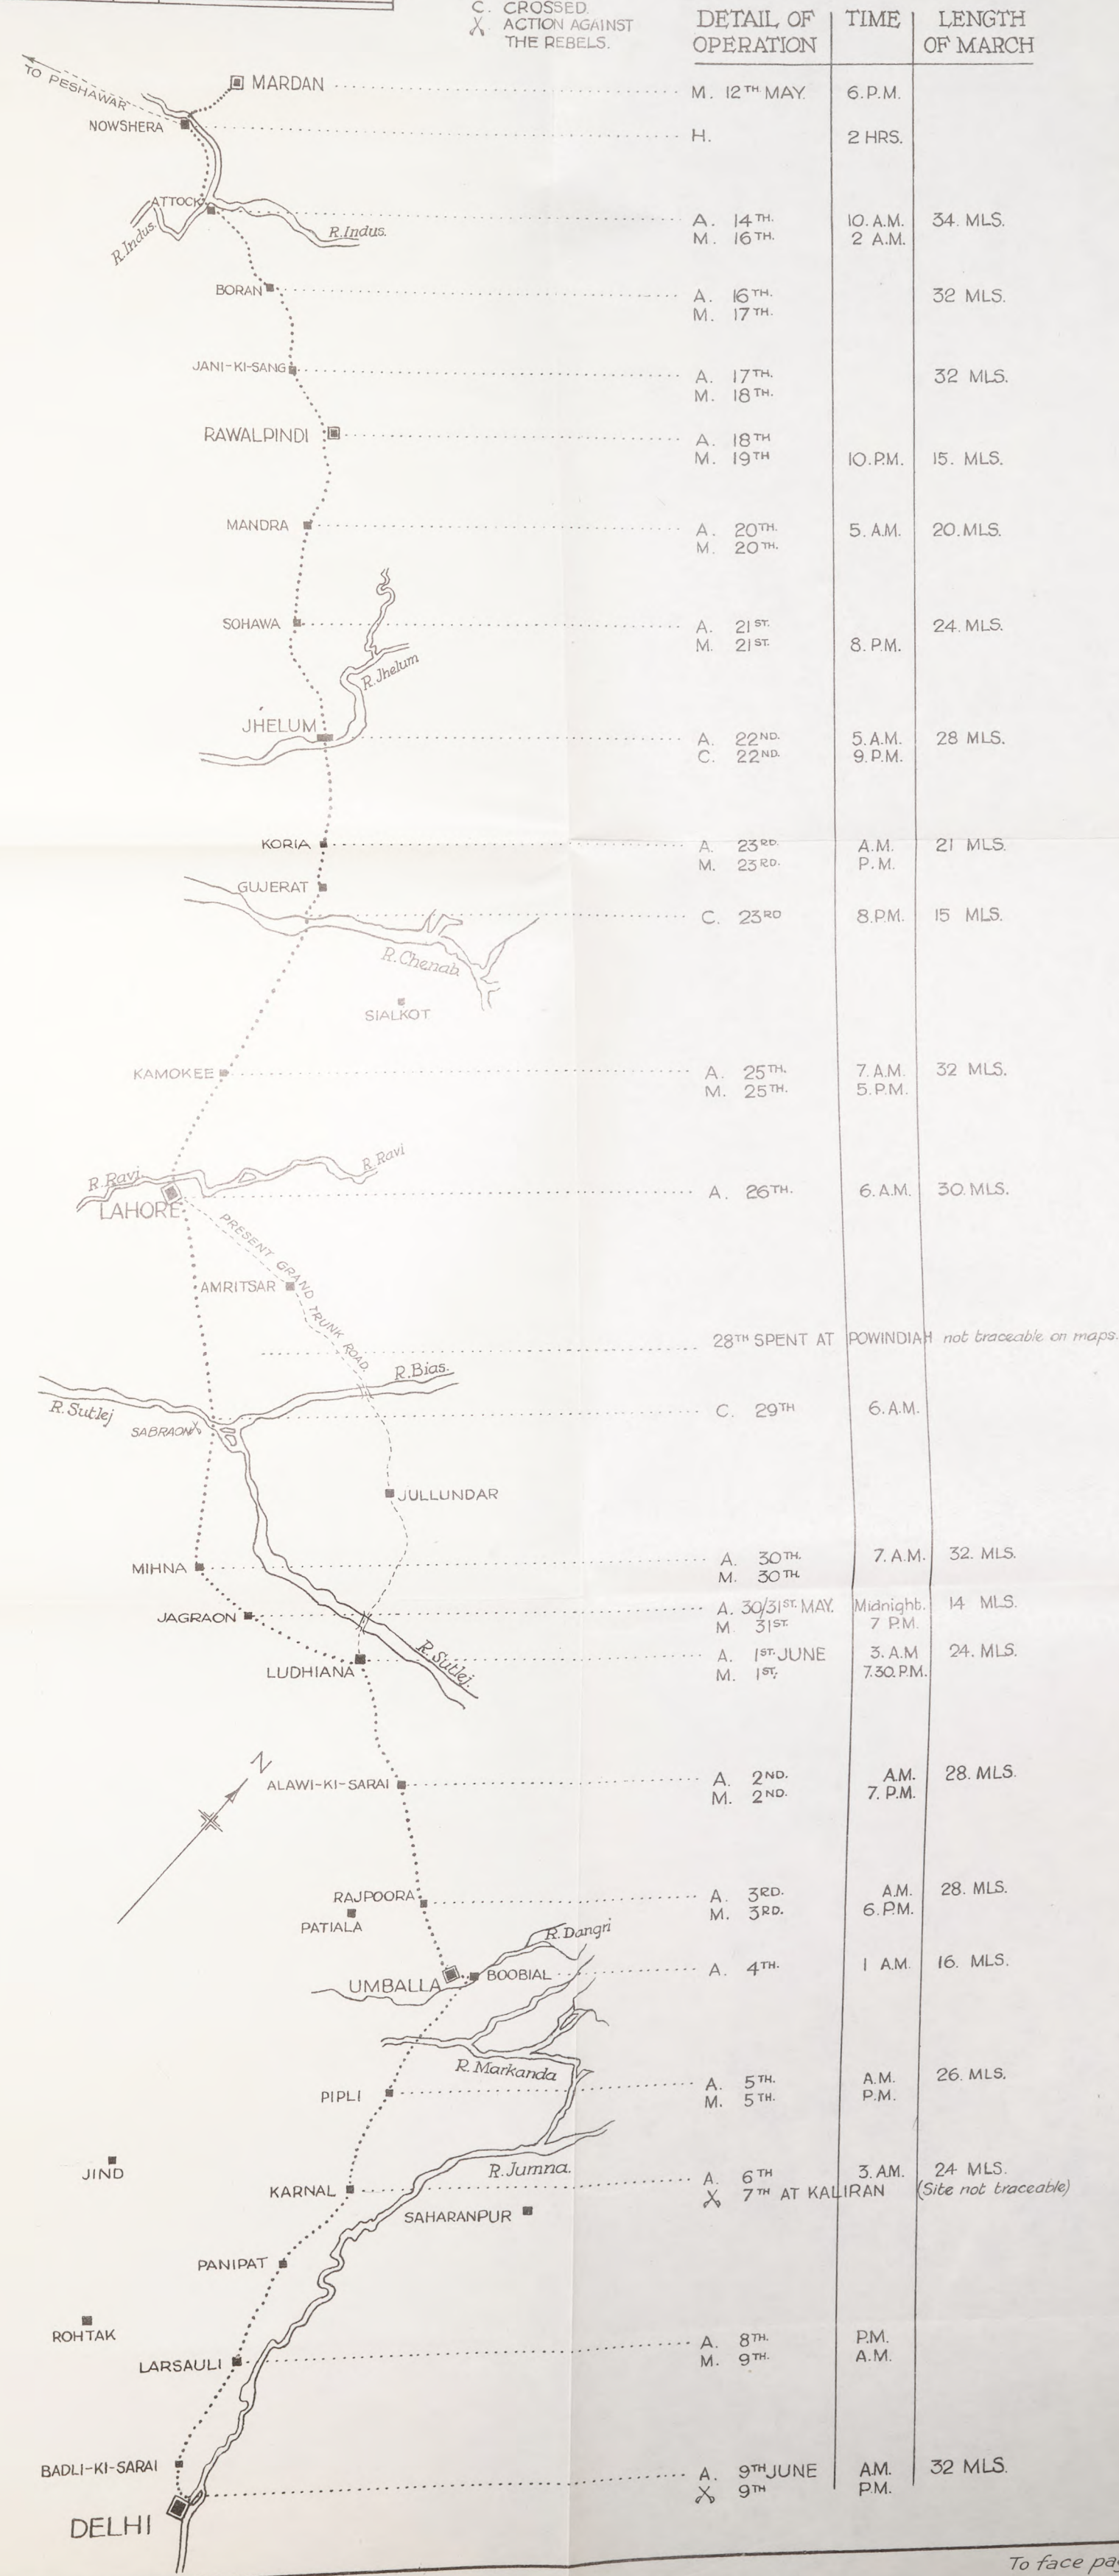 C. CROSSED.
ACTION AGAINST
THE REBELS.
DETAIL OF OPERATION TIME LENGTH OF MARCH
TO PESHAWAR
MARDAN M. 12TH MAY. 6.P.M.
NOWSHERA H. 2 HRS.
ATTOCK A. 14TH. 10.A.M. 34. MLS.
R.Indus. R.Indus. M. 16TH. 2 A.M.
BORAN A. 16TH. 32 MLS.
M. 17TH.
JANI-KI-SANG A. 17TH. 32 MLS.
M. 18TH.
RAWALPINDI A. 18TH
M. 19TH 10.P.M. 15. MLS.
MANDRA A. 20TH. 5.A.M. 20.MLS.
M. 20TH.
SOHAWA A. 21ST. 24.MLS.
M. 21ST. 8.P.M.
R.Jhelum
JHELUM A. 22ND. 5.A.M. 28 MLS.
C. 22ND. 9.P.M.
KORIA A. 23RD. A.M. 21 MLS.
M. 23RD. P.M.
GUJERAT
C. 23RD 8.P.M. 15 MLS.
R.Chenab
SIALKOT
KAMOKEE A. 25TH. 7.A.M. 32 MLS.
M. 25TH. 5.P.M.
R.Ravi R.Ravi
LAHORE A. 26TH. 6.A.M. 30.MLS.
PRESENT GRAND TRUNK ROAD.
AMRITSAR
28TH SPENT AT POWINDIAH not traceable on maps.
R.Bias.
R.Sutlej C. 29TH 6.A.M.
SABRAON
JULLUNDAR
MIHNA A. 30TH. 7.A.M. 32. MLS.
M. 30TH.
JAGRAON A. 30/31ST. MAY. Midnight. 14 MLS.
M. 31ST. 7 P.M.
R.Sutlej.
LUDHIANA A. 1ST. JUNE 3.A.M 24. MLS.
M. 1ST. 7.30.P.M.
N
ALAWI-KI-SARAI A. 2ND. A.M. 28.MLS.
M. 2ND. 7.P.M.
RAJPOORA A. 3RD. A.M. 28. MLS.
M. 3RD. 6.P.M.
PATIALA
R.Dangri
UMBALLA BOOBIAL A. 4TH. 1 A.M. 16. MLS.
R.Markanda
PIPLI A. 5TH. A.M. 26. MLS.
M. 5TH. P.M.
JIND
R.Jumna.
KARNAL A. 6TH 3.A.M. 24 MLS.
7TH AT KALIRAN (Site not traceable)
SAHARANPUR
PANIPAT
ROHTAK
LARSAULI A. 8TH. P.M.
M. 9TH. A.M.
BADLI-KI-SARAI
DELHI A. 9TH JUNE A.M. 32 MLS.
9TH P.M.
To face